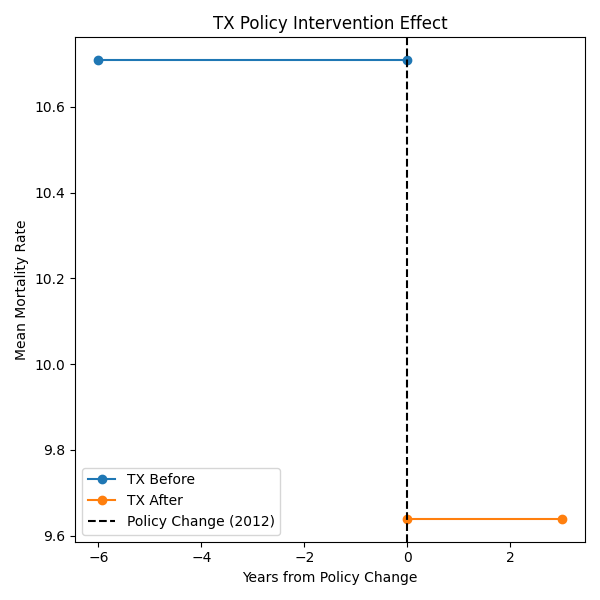 TX Policy Intervention Effect
Mean Mortality Rate
10.6
10.4
10.2
10.0
9.8
9.6
TX Before
TX After
Policy Change (2012)
−6 −4 −2 0 2
Years from Policy Change